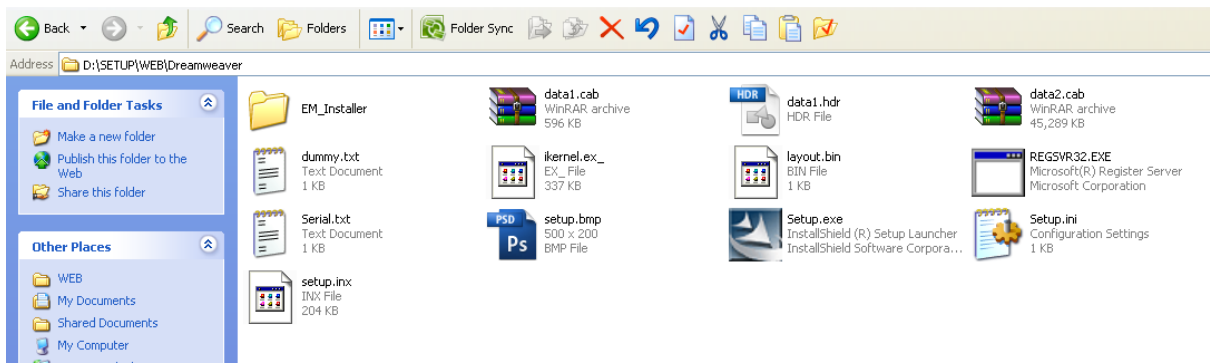 Back
Search
Folders
Folder Sync
Address D:\SETUP\WEB\Dreamweaver
File and Folder Tasks
Make a new folder
Publish this folder to the
Web
Share this folder
Other Places
WEB
My Documents
Shared Documents
My Computer
EM_Installer
data1.cab
WinRAR archive
596 KB
HDR
data1.hdr
HDR File
data2.cab
WinRAR archive
45,289 KB
dummy.txt
Text Document
1 KB
ikernel.ex_
EX_ File
337 KB
layout.bin
BIN File
1 KB
REGSVR32.EXE
Microsoft(R) Register Server
Microsoft Corporation
Serial.txt
Text Document
1 KB
PSD
Ps
setup.bmp
500 x 200
BMP File
Setup.exe
InstallShield (R) Setup Launcher
InstallShield Software Corpora...
Setup.ini
Configuration Settings
1 KB
setup.inx
INX File
204 KB